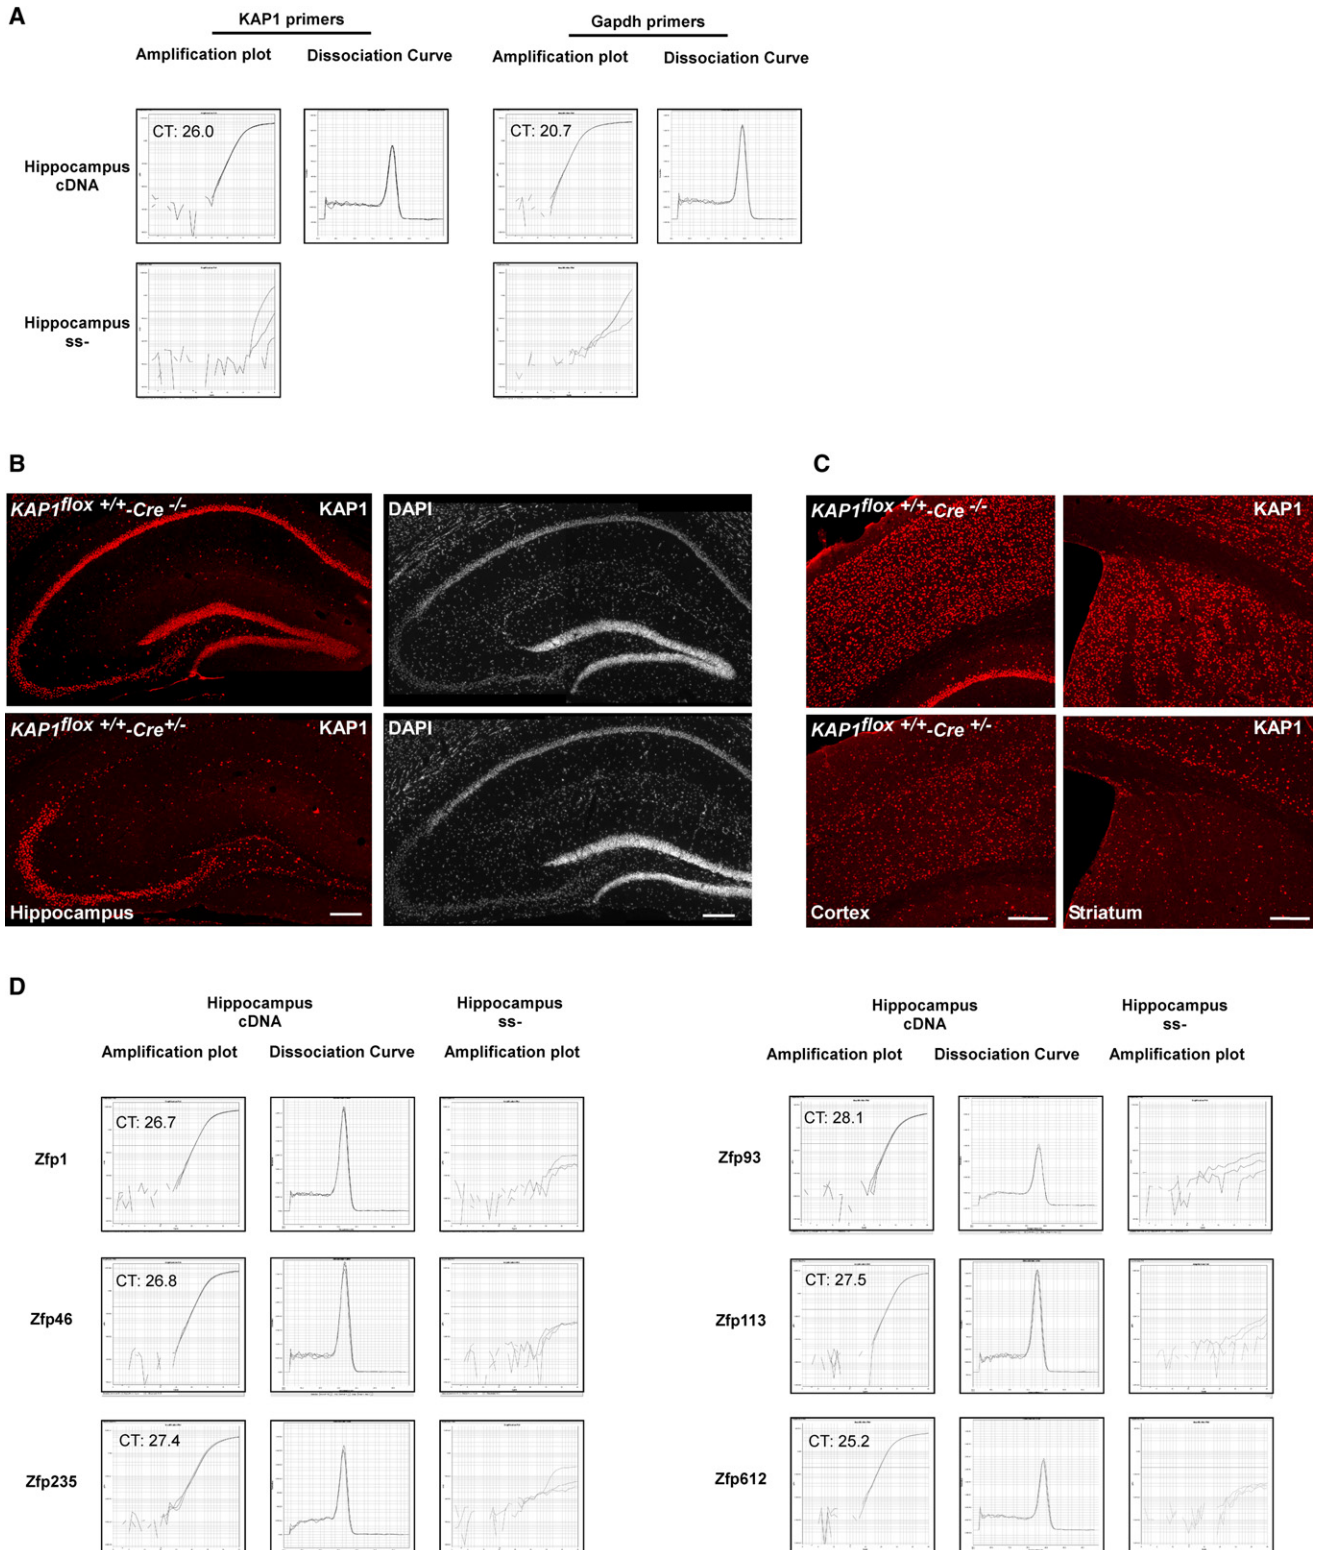 A
KAP1 primers
Gapdh primers
Amplification plot
Dissociation Curve
Amplification plot
Dissociation Curve
Hippocampus
cDNA
CT: 26.0
CT: 20.7
Hippocampus
ss-
B
C
KAP1flox +/+-Cre -/-
KAP1
DAPI
KAP1flox +/+-Cre -/-
KAP1
KAP1flox +/+-Cre+/-
KAP1
DAPI
KAP1flox +/+-Cre +/-
KAP1
Hippocampus
Cortex
Striatum
D
Hippocampus
cDNA
Hippocampus
ss-
Hippocampus
cDNA
Hippocampus
ss-
Amplification plot
Dissociation Curve
Amplification plot
Amplification plot
Dissociation Curve
Amplification plot
Zfp1
CT: 26.7
Zfp93
CT: 28.1
Zfp46
CT: 26.8
Zfp113
CT: 27.5
Zfp235
CT: 27.4
Zfp612
CT: 25.2